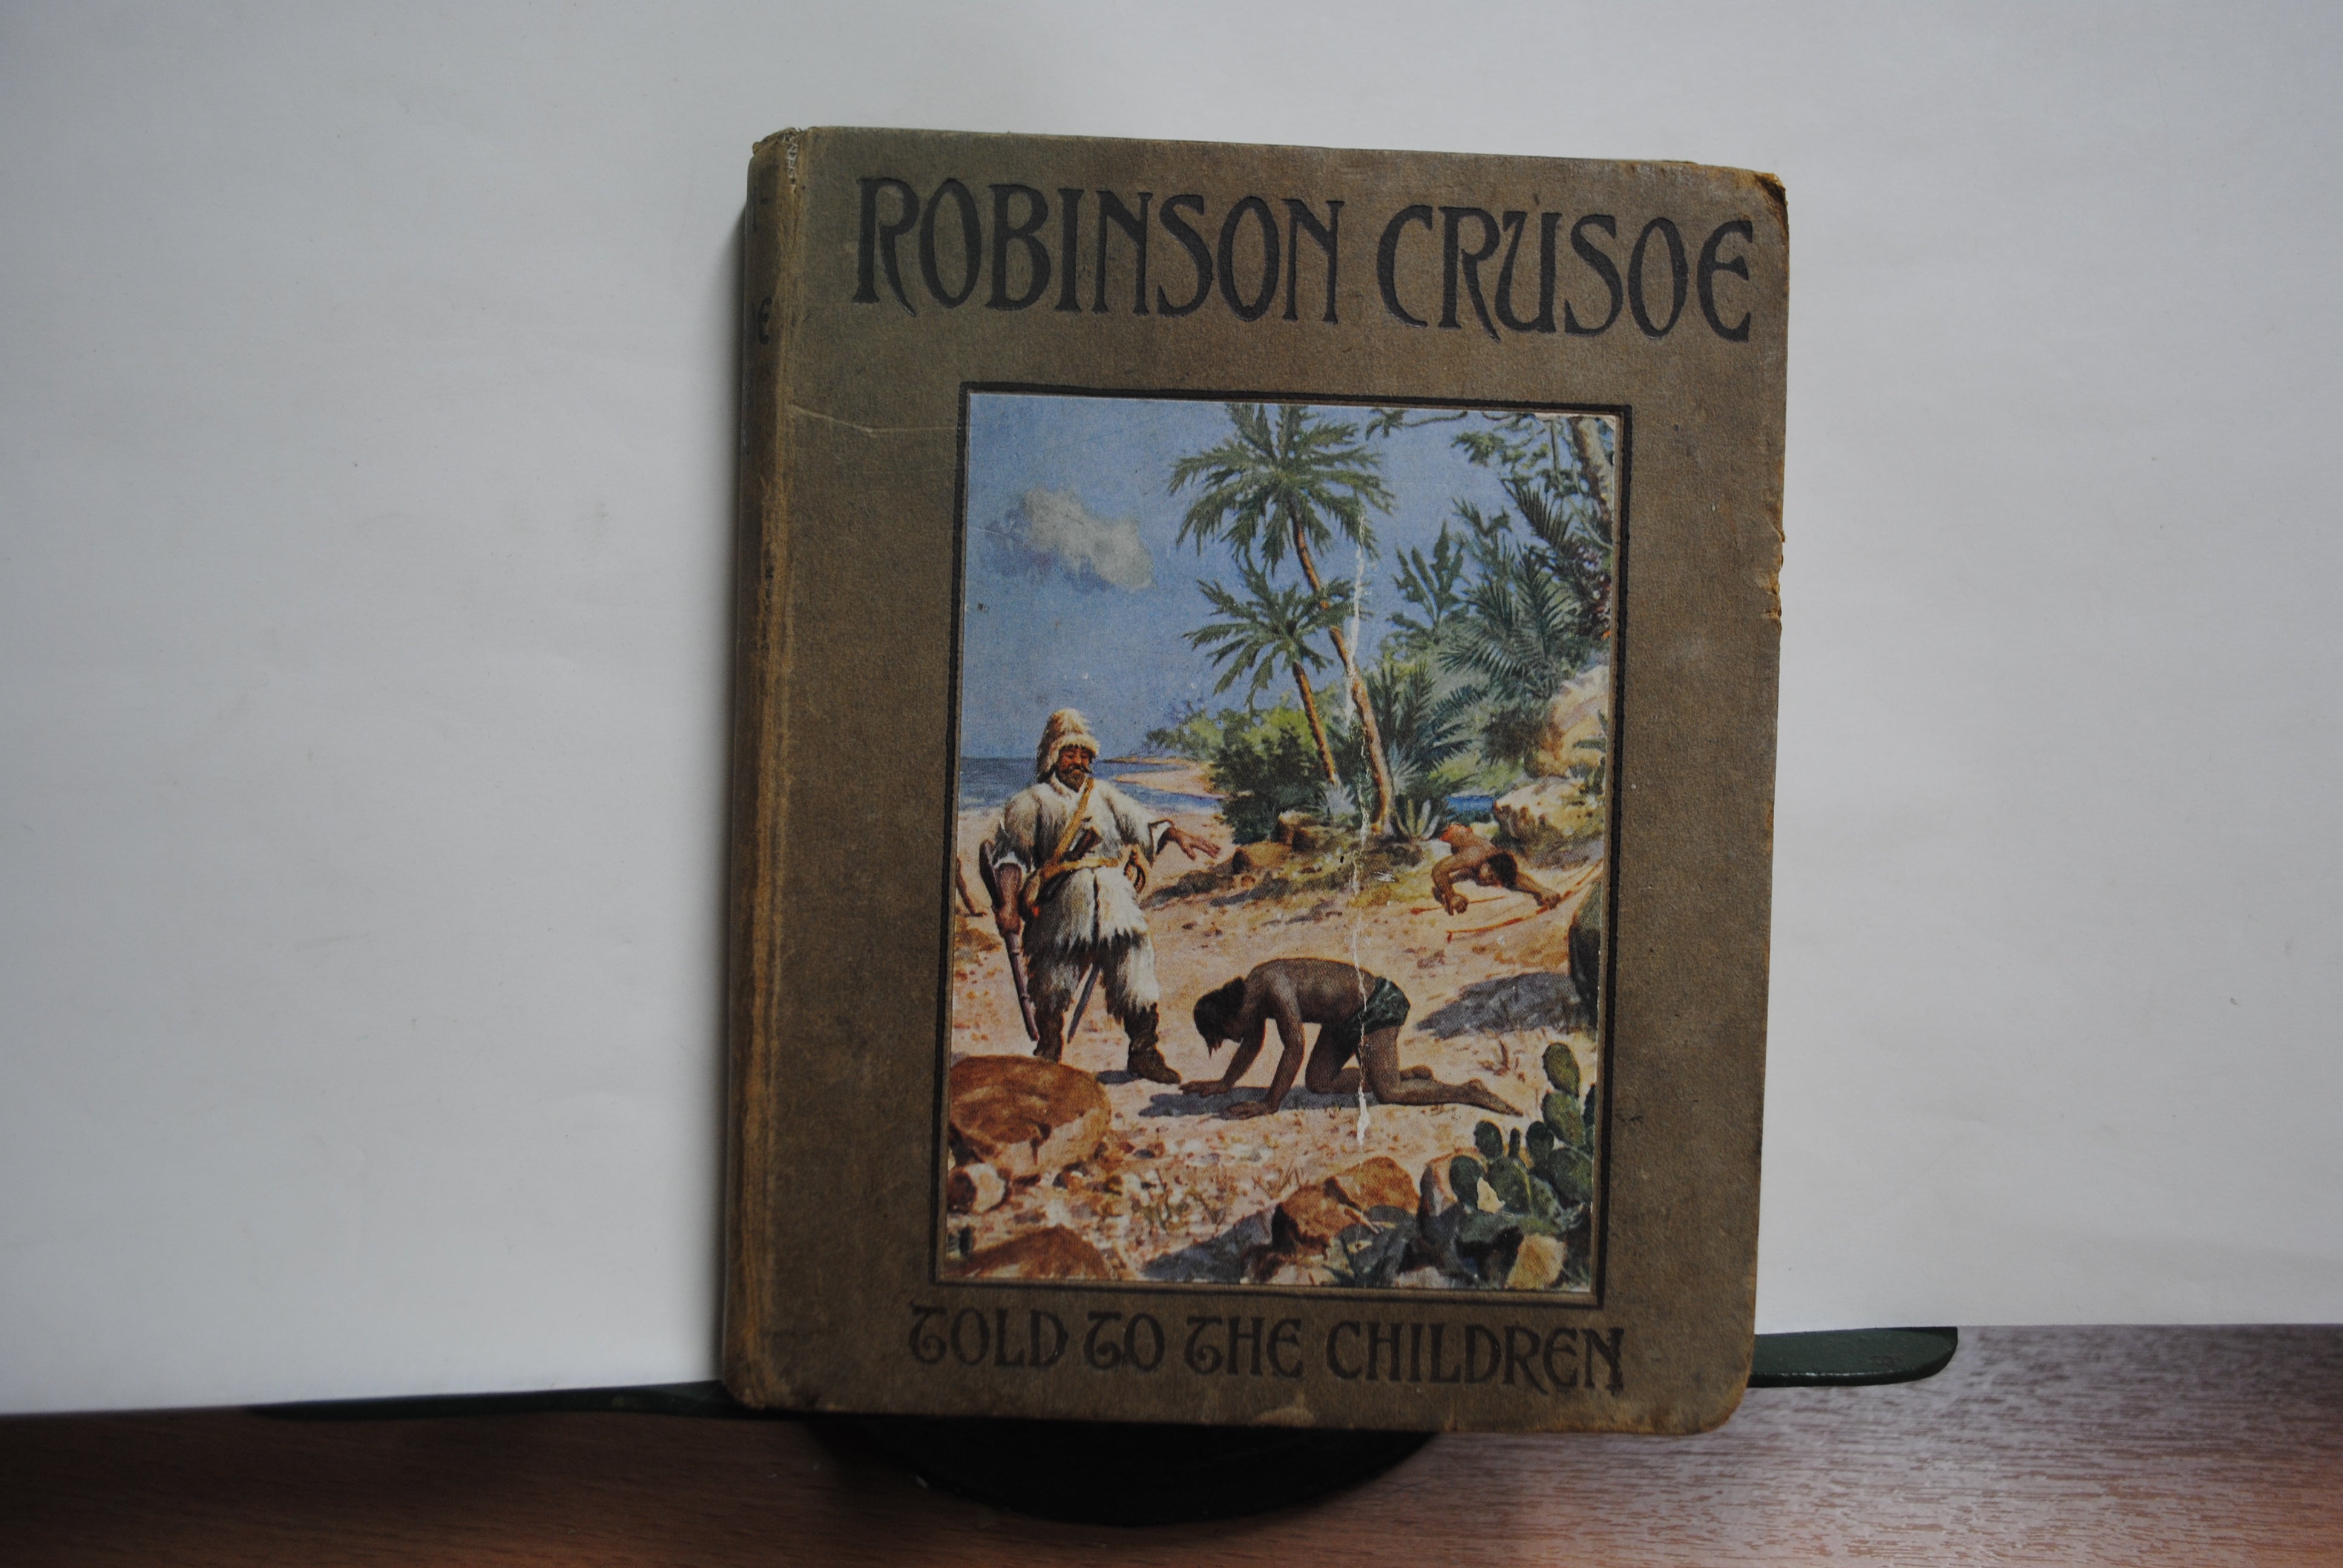 ROBINSON CRUSOE
TOLD TO THE CHILDREN